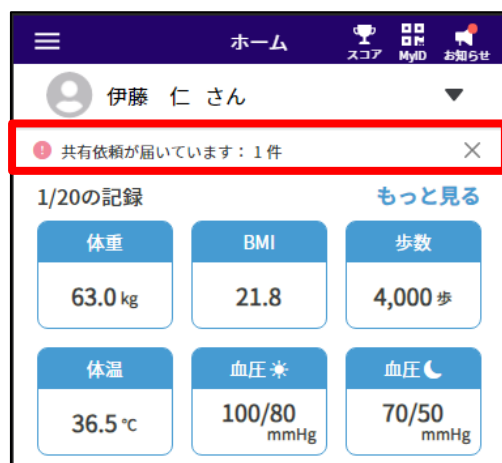 ホーム
スコア MyID お知らせ
伊藤 仁 さん
共有依頼が届いています：1件
1/20の記録 もっと見る
体重 BMI 歩数
63.0 kg 21.8 4,000 歩
体温 血圧 血圧
36.5 ℃ 100/80 mmHg 70/50 mmHg